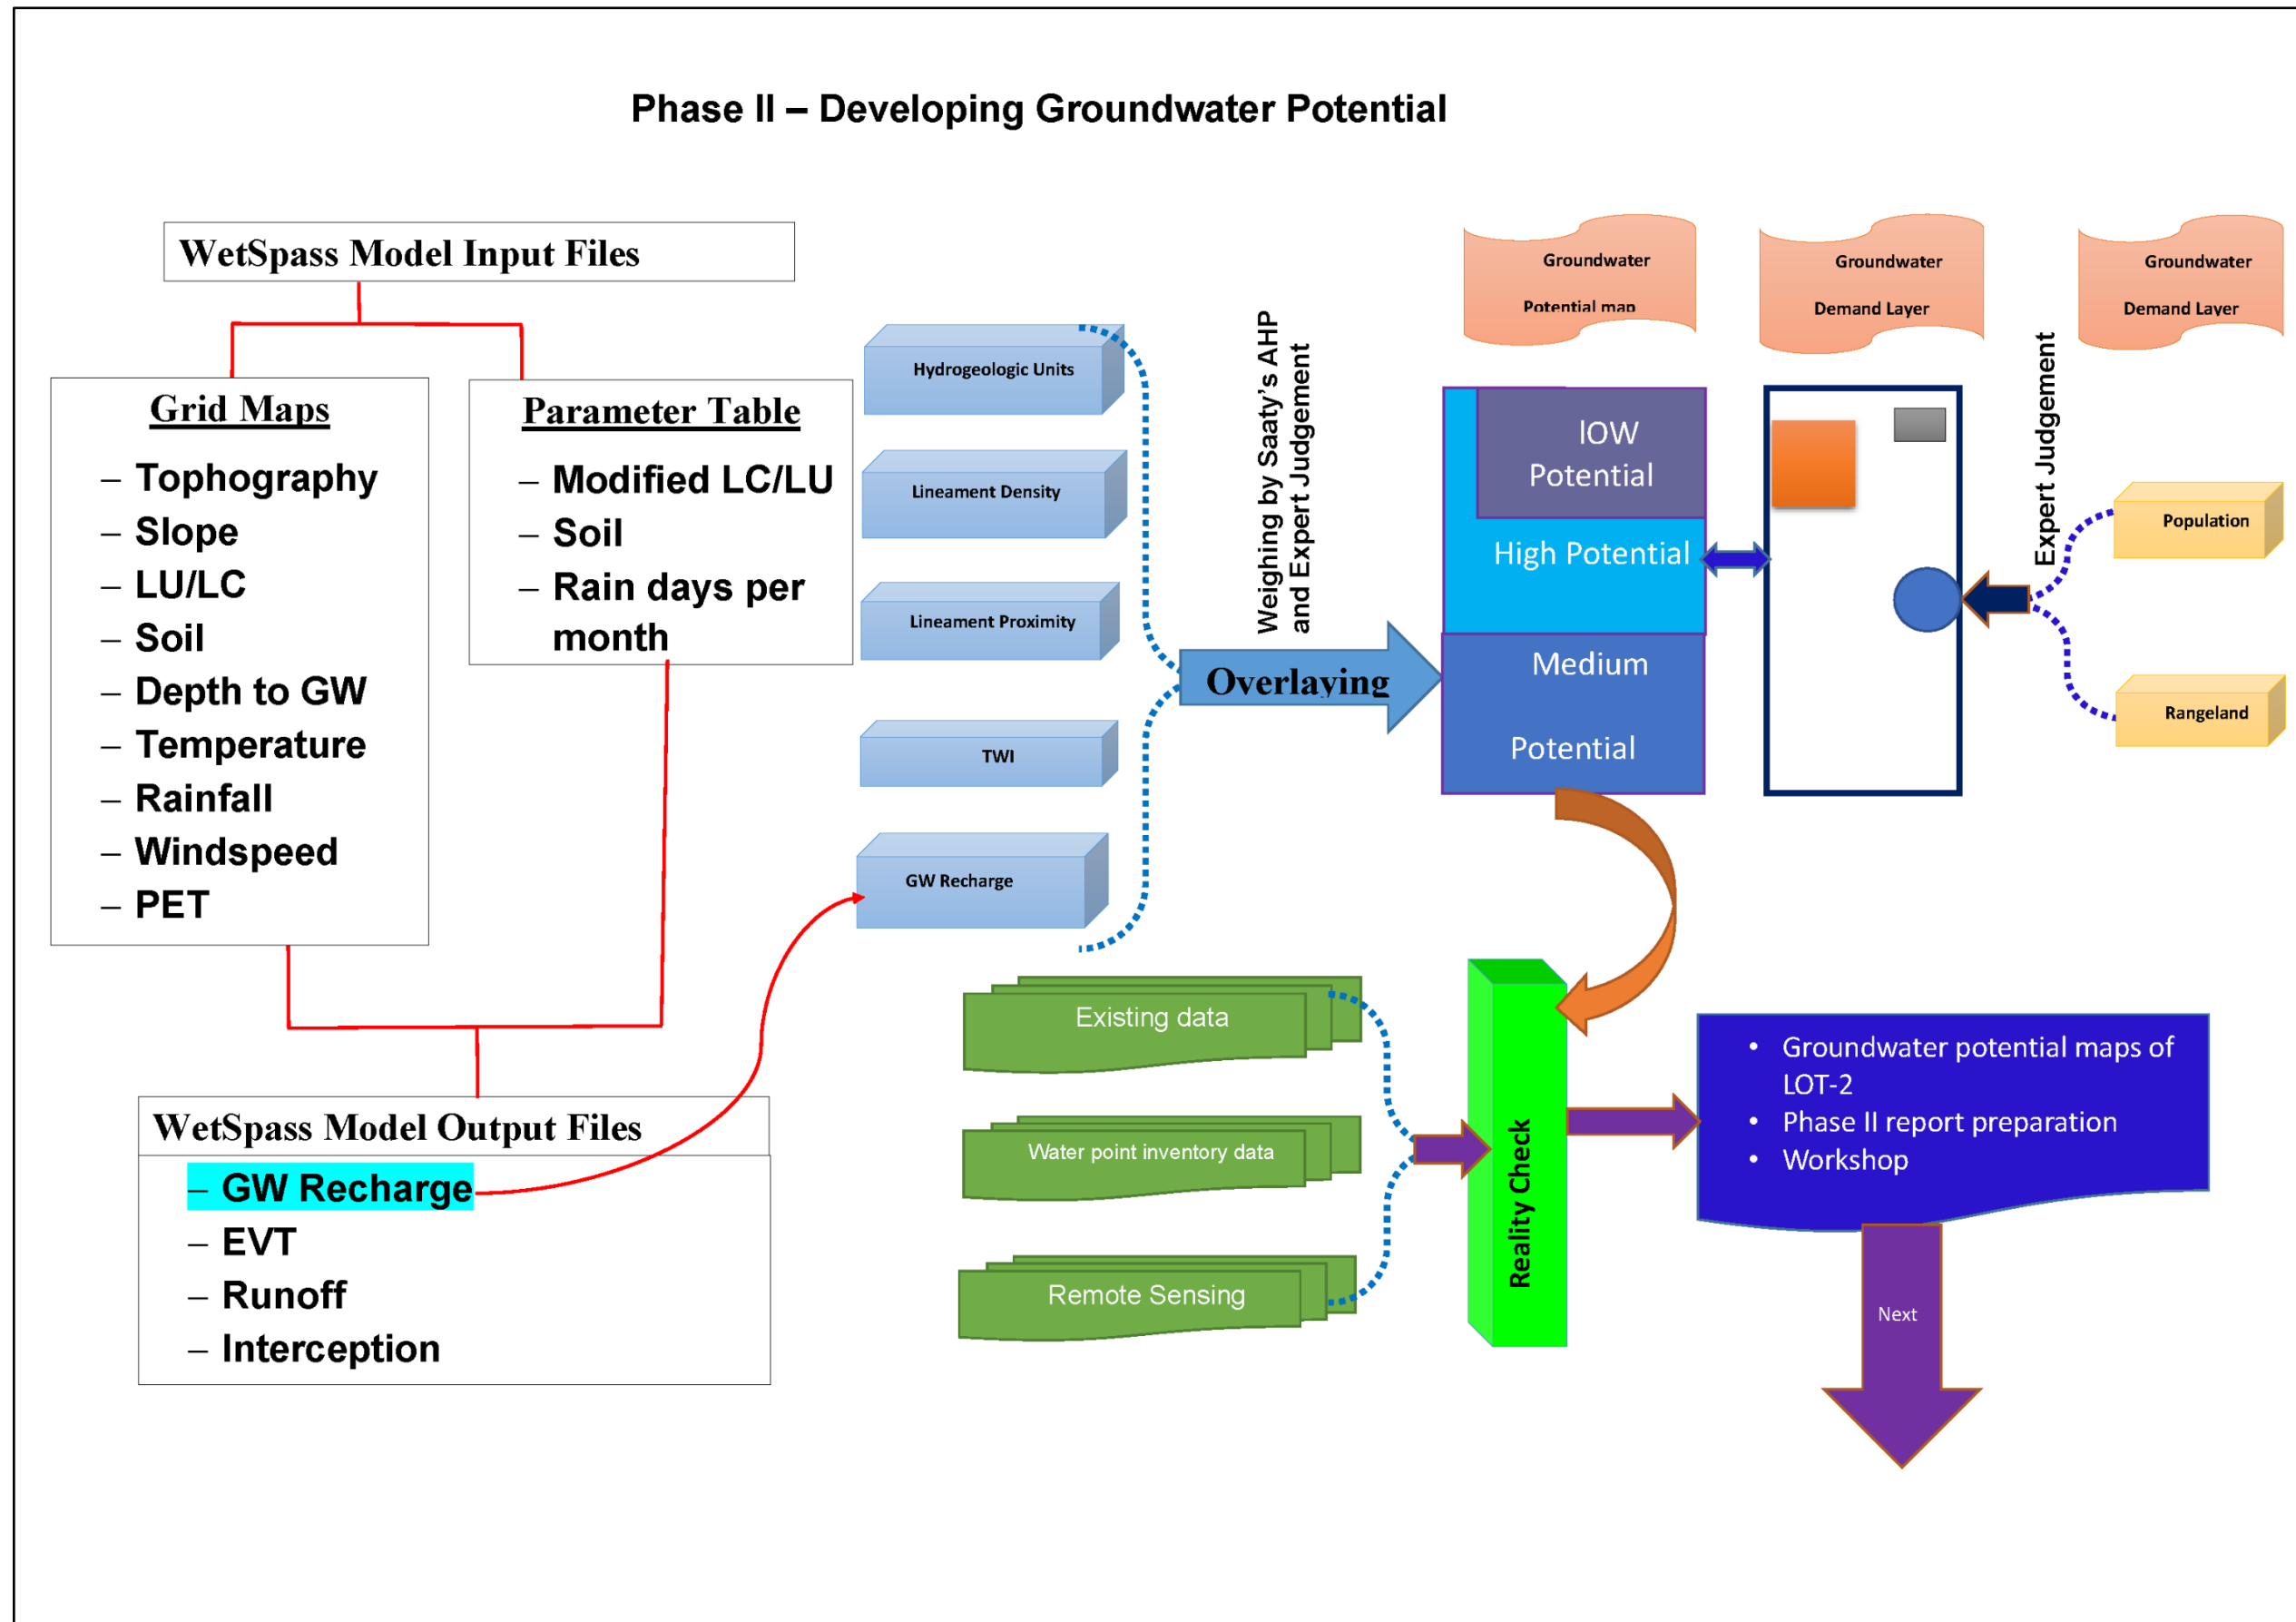 Phase II – Developing Groundwater Potential
WetSpass Model Input Files
Grid Maps
– Tophography
– Slope
– LU/LC
– Soil
– Depth to GW
– Temperature
– Rainfall
– Windspeed
– PET
Parameter Table
– Modified LC/LU
– Soil
– Rain days per
month
WetSpass Model Output Files
– GW Recharge
– EVT
– Runoff
– Interception
Hydrogeologic Units
Lineament Density
Lineament Proximity
TWI
GW Recharge
Weighing by Saaty's AHP
and Expert Judgement
Overlaying
Groundwater
Potential map
Groundwater
Demand Layer
Groundwater
Demand Layer
lOW
Potential
High Potential
Medium
Potential
Expert Judgement
Population
Rangeland
Existing data
Water point inventory data
Remote Sensing
Reality Check
• Groundwater potential maps of
LOT-2
• Phase II report preparation
• Workshop
Next